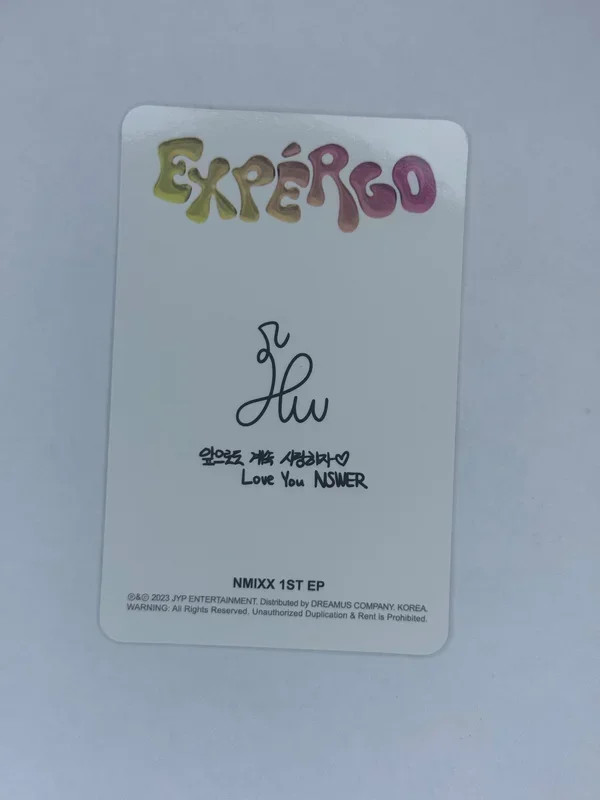 EXPÉRGO
앞으로도 계속 사랑하자♡
Love You NSWER
NMIXX 1ST EP
℗&© 2023 JYP ENTERTAINMENT. Distributed by DREAMUS COMPANY. KOREA.
WARNING: All Rights Reserved. Unauthorized Duplication & Rent is Prohibited.